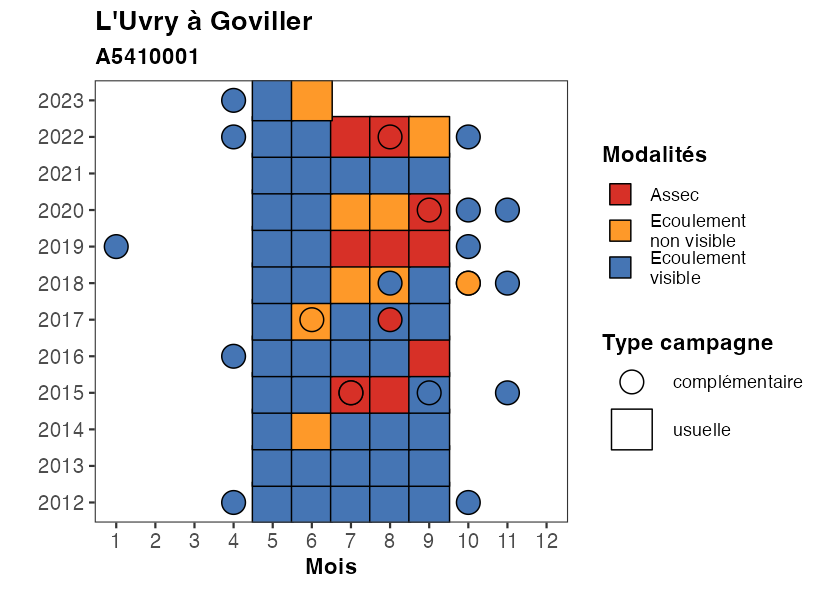 L'Uvry à Goviller
A5410001
2023
2022
2021
2020
2019
2018
2017
2016
2015
2014
2013
2012
1 2 3 4 5 6 7 8 9 10 11 12
Mois
Modalités
Assec
Ecoulement
non visible
Ecoulement
visible
Type campagne
complémentaire
usuelle